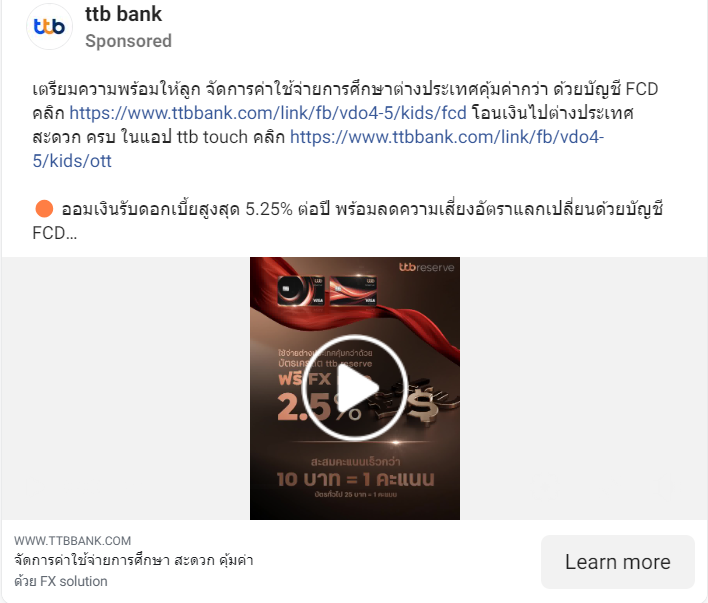 ttb
ttb bank
Sponsored
เตรียมความพร้อมให้ลูก จัดการค่าใช้จ่ายการศึกษาต่างประเทศคุ้มค่ากว่า ด้วยบัญชี FCD
คลิก https://www.ttbbank.com/link/fb/vdo4-5/kids/fcd โอนเงินไปต่างประเทศ
สะดวก ครบ ในแอป ttb touch คลิก https://www.ttbbank.com/link/fb/vdo4-
5/kids/ott
ออมเงินรับดอกเบี้ยสูงสุด 5.25% ต่อปี พร้อมลดความเสี่ยงอัตราแลกเปลี่ยนด้วยบัญชี
FCD...
ttb reserve
VISA
VISA
ใช้จ่ายต่างประเทศคุ้มกว่าด้วย
บัตรเครดิต ttb reserve
ฟรี FX
2.5%
สะสมคะแนนเร็วกว่า
10 บาท = 1 คะแนน
บัตรทั่วไป 25 บาท = 1 คะแนน
WWW.TTBBANK.COM
จัดการค่าใช้จ่ายการศึกษา สะดวก คุ้มค่า
ด้วย FX solution
Learn more